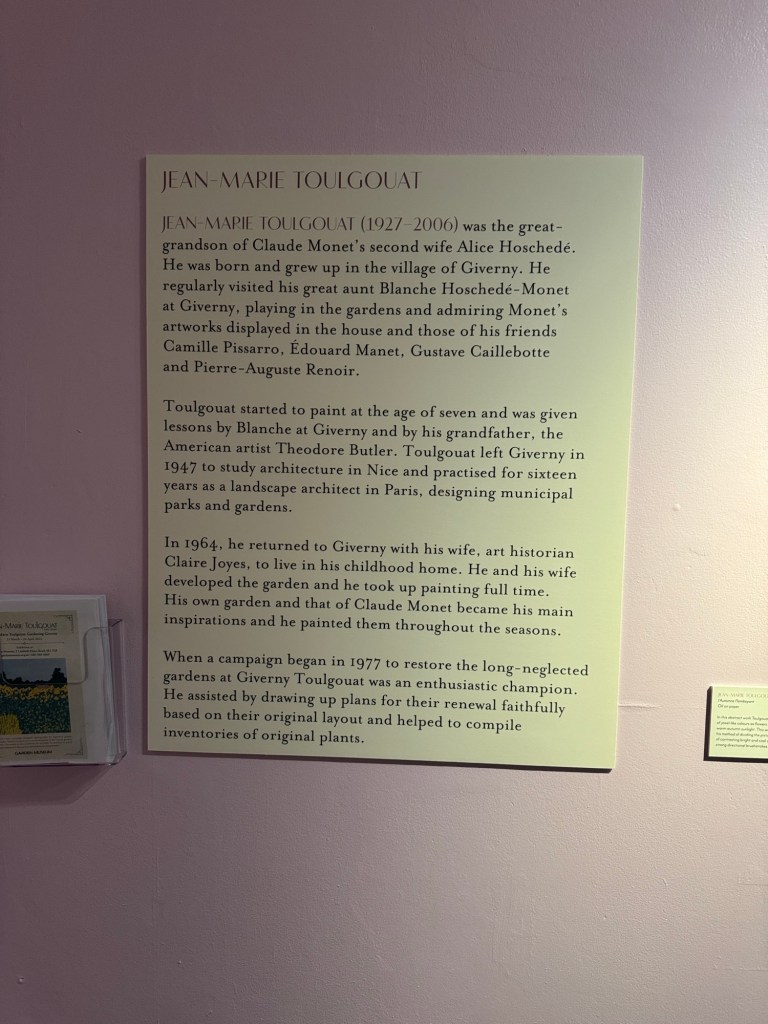 JEAN-MARIE TOULGOUAT
JEAN-MARIE TOULGOUAT (1927–2006) was the great-
grandson of Claude Monet's second wife Alice Hoschedé.
He was born and grew up in the village of Giverny. He
regularly visited his great aunt Blanche Hoschedé-Monet
at Giverny, playing in the gardens and admiring Monet's
artworks displayed in the house and those of his friends
Camille Pissarro, Édouard Manet, Gustave Caillebotte
and Pierre-Auguste Renoir.
Toulgouat started to paint at the age of seven and was given
lessons by Blanche at Giverny and by his grandfather, the
American artist Theodore Butler. Toulgouat left Giverny in
1947 to study architecture in Nice and practised for sixteen
years as a landscape architect in Paris, designing municipal
parks and gardens.
In 1964, he returned to Giverny with his wife, art historian
Claire Joyes, to live in his childhood home. He and his wife
developed the garden and he took up painting full time.
His own garden and that of Claude Monet became his main
inspirations and he painted them throughout the seasons.
When a campaign began in 1977 to restore the long-neglected
gardens at Giverny Toulgouat was an enthusiastic champion.
He assisted by drawing up plans for their renewal faithfully
based on their original layout and helped to compile
inventories of original plants.
-Marie Toulgouat
GARDEN MUSEUM
JEAN-MARIE TOULGOUA
Oil on paper